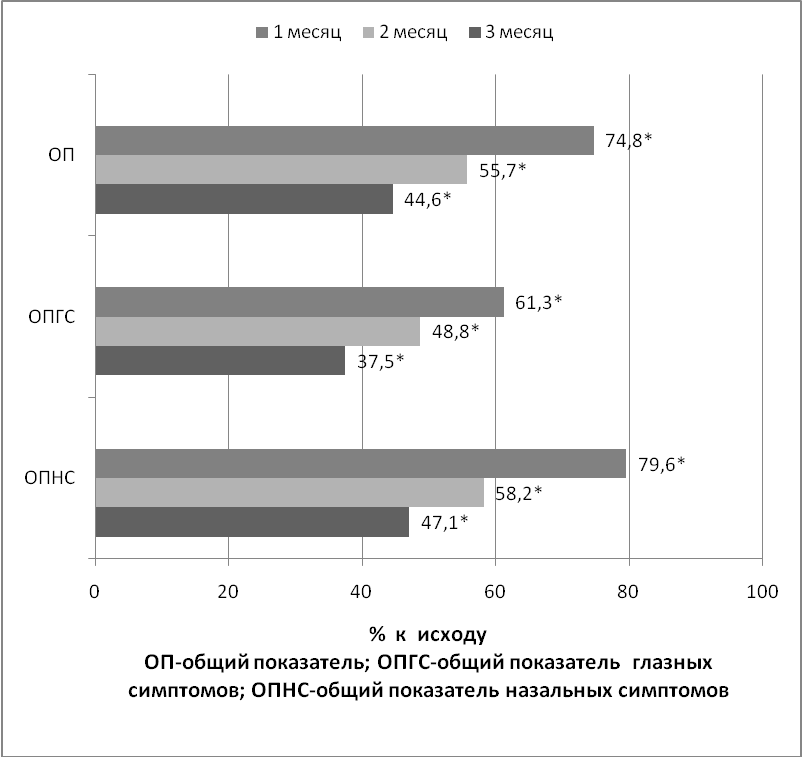 1 месяц 2 месяц 3 месяц
ОП
74,8*
55,7*
44,6*
ОПГС
61,3*
48,8*
37,5*
ОПНС
79,6*
58,2*
47,1*
0 20 40 60 80 100
% к исходу
ОП-общий показатель; ОПГС-общий показатель глазных
симптомов; ОПНС-общий показатель назальных симптомов